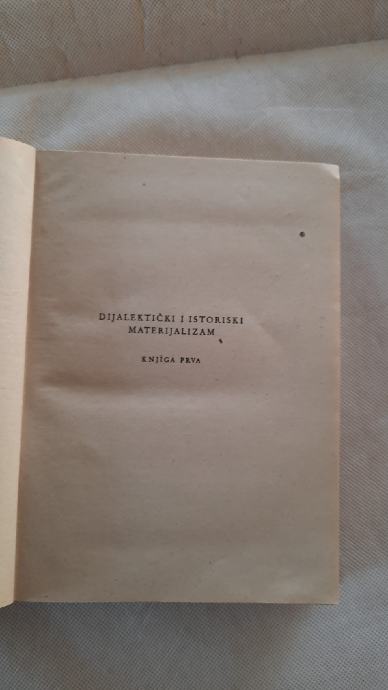 DIJALEKTIČKI I ISTORISKI
MATERIJALIZAM
KNJIGA PRVA